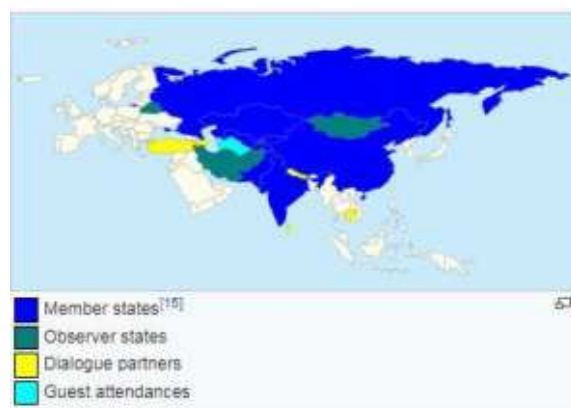 Member states[15]
Observer states
Dialogue partners
Guest attendances